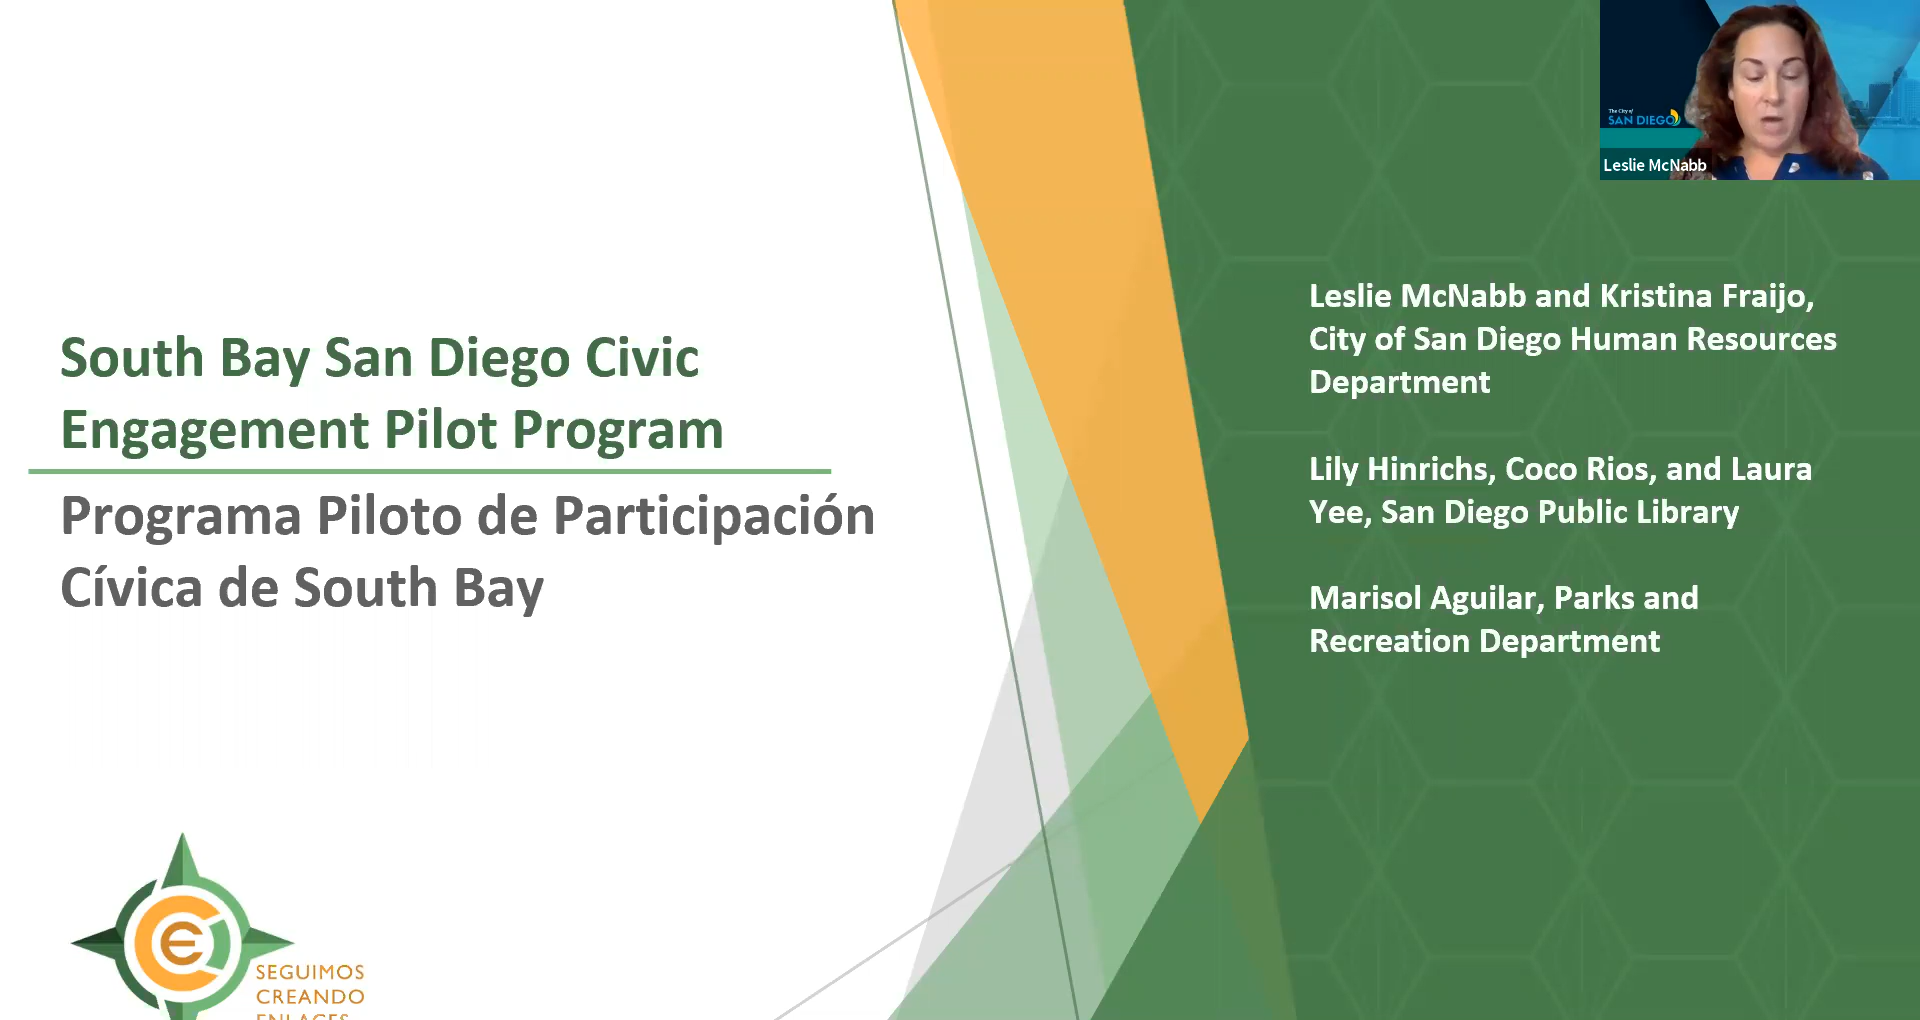 South Bay San Diego Civic
Engagement Pilot Program
Programa Piloto de Participación
Cívica de South Bay
SEGUIMOS
CREANDO
ENLACES
The City of
SAN DIEGO
Leslie McNabb
Leslie McNabb and Kristina Fraijo,
City of San Diego Human Resources
Department
Lily Hinrichs, Coco Rios, and Laura
Yee, San Diego Public Library
Marisol Aguilar, Parks and
Recreation Department